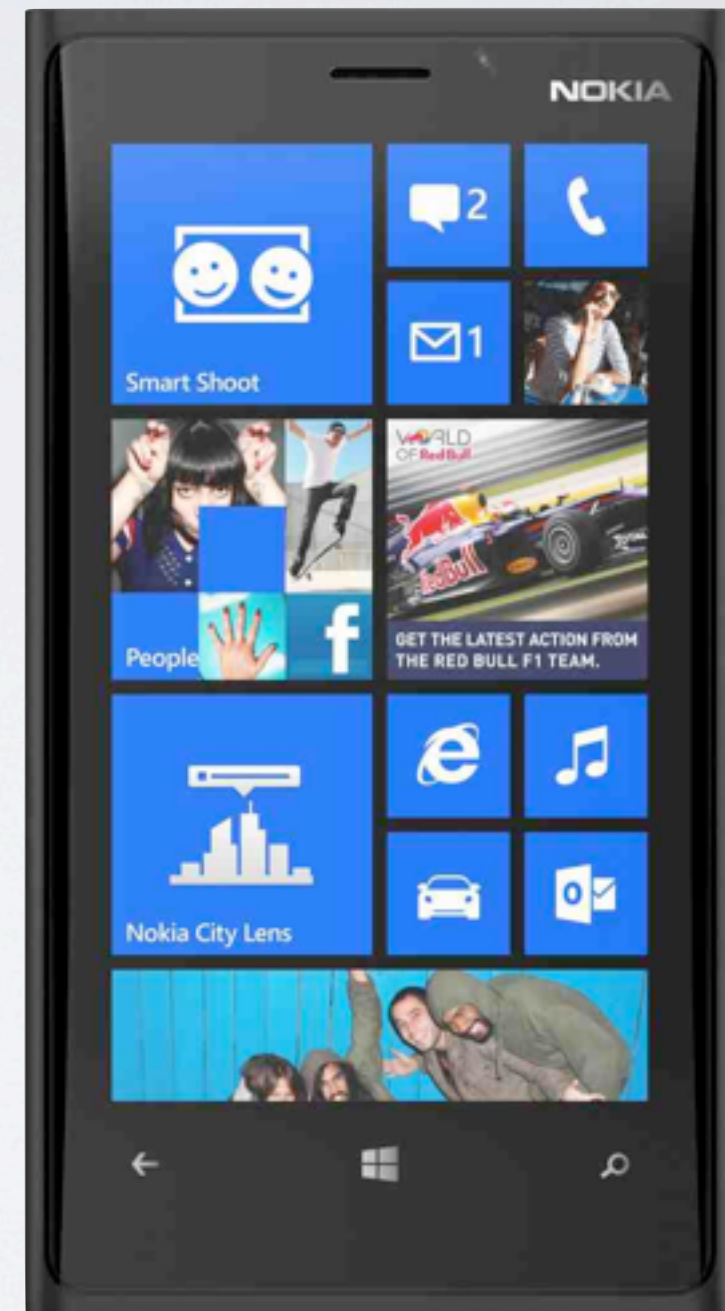 NOKIA
2
Smart Shoot
1
WORLD
OF Red Bull
RedBull
People
f
GET THE LATEST ACTION FROM
THE RED BULL F1 TEAM.
Nokia City Lens